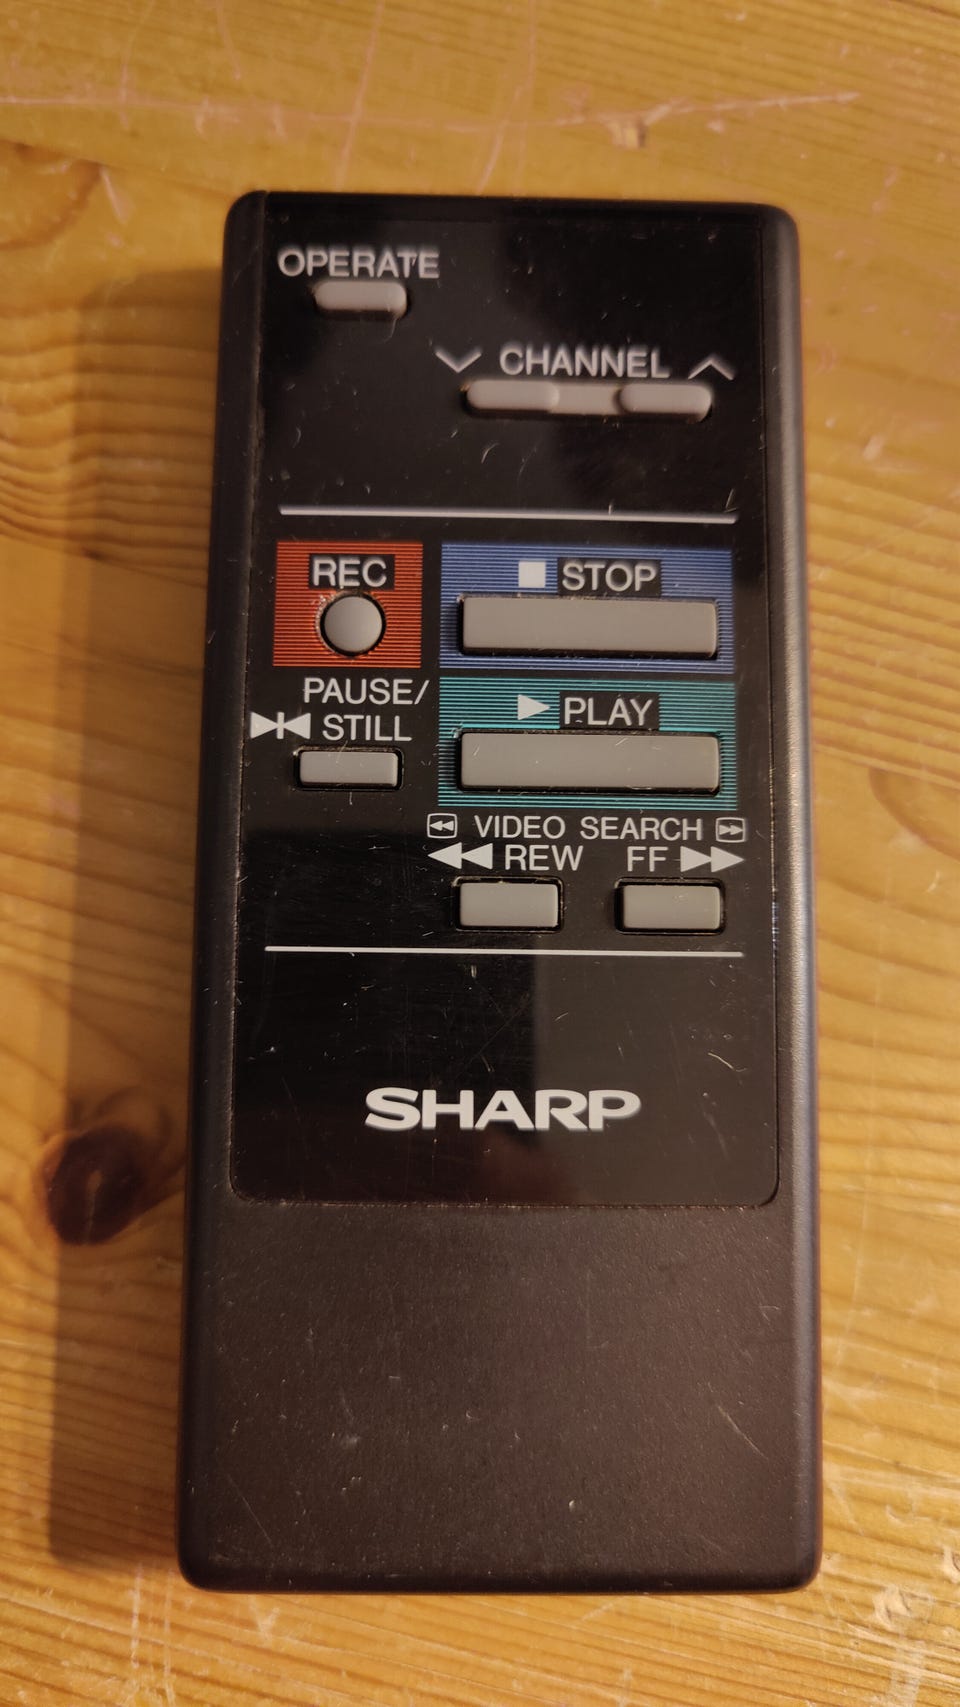 OPERATE
CHANNEL
REC
STOP
PAUSE/
STILL
PLAY
VIDEO SEARCH
REW FF
SHARP